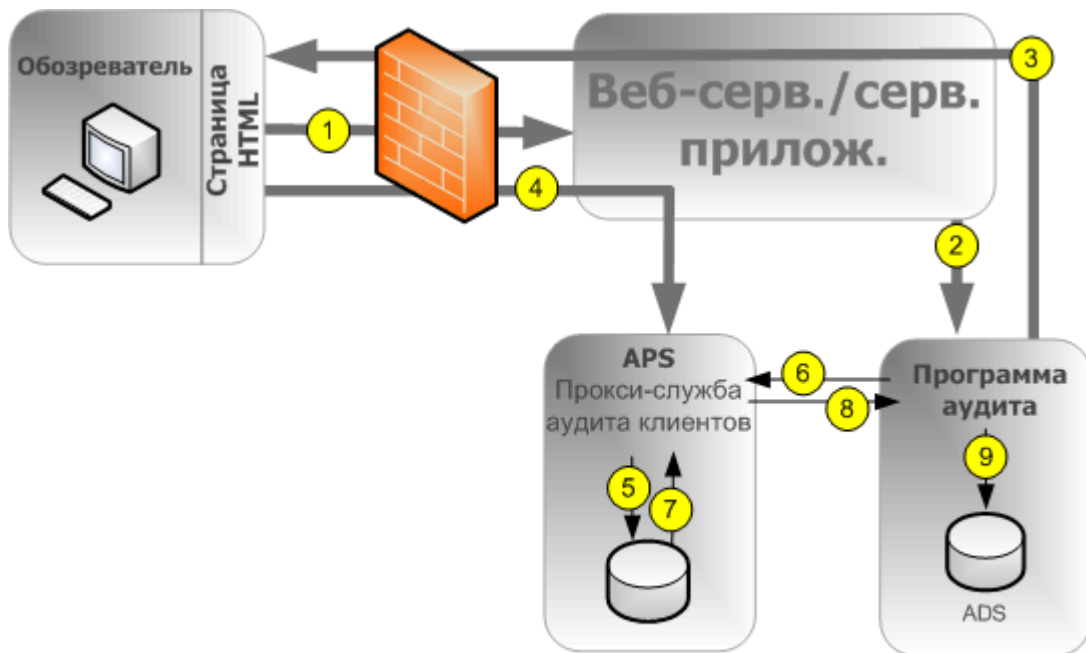 Обозреватель
Страница
HTML
1
Веб-серв./серв.
прилож.
3
4
2
APS
Прокси-служба
аудита клиентов
6
8
Программа
аудита
5
7
9
ADS